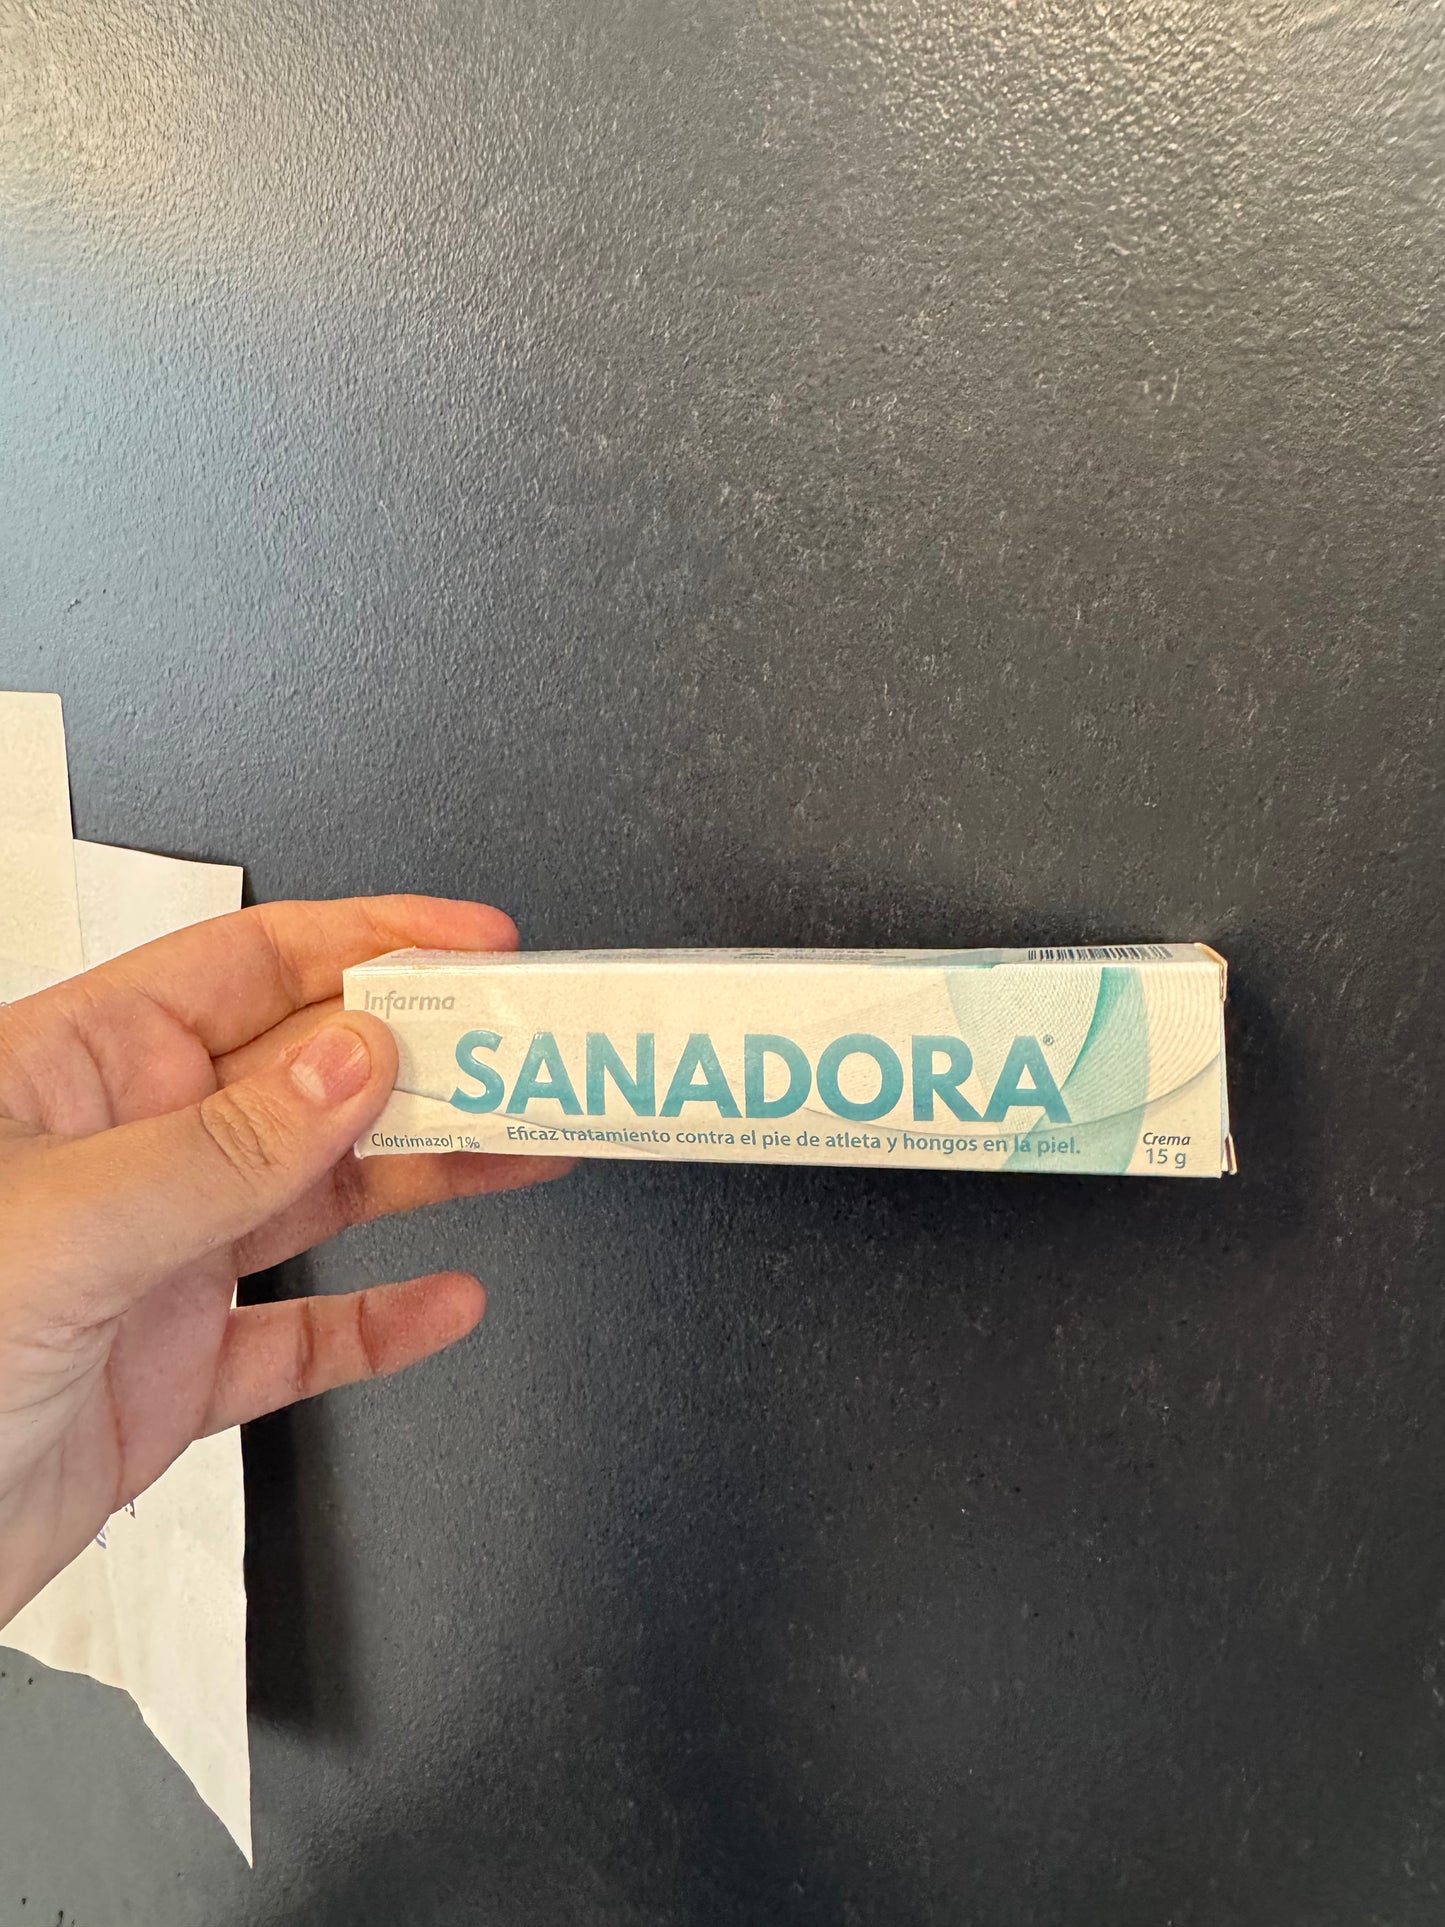 Infarma
SANADORA®
Clotrimazol 1%
Eficaz tratamiento contra el pie de atleta y hongos en la piel.
Crema
15 g